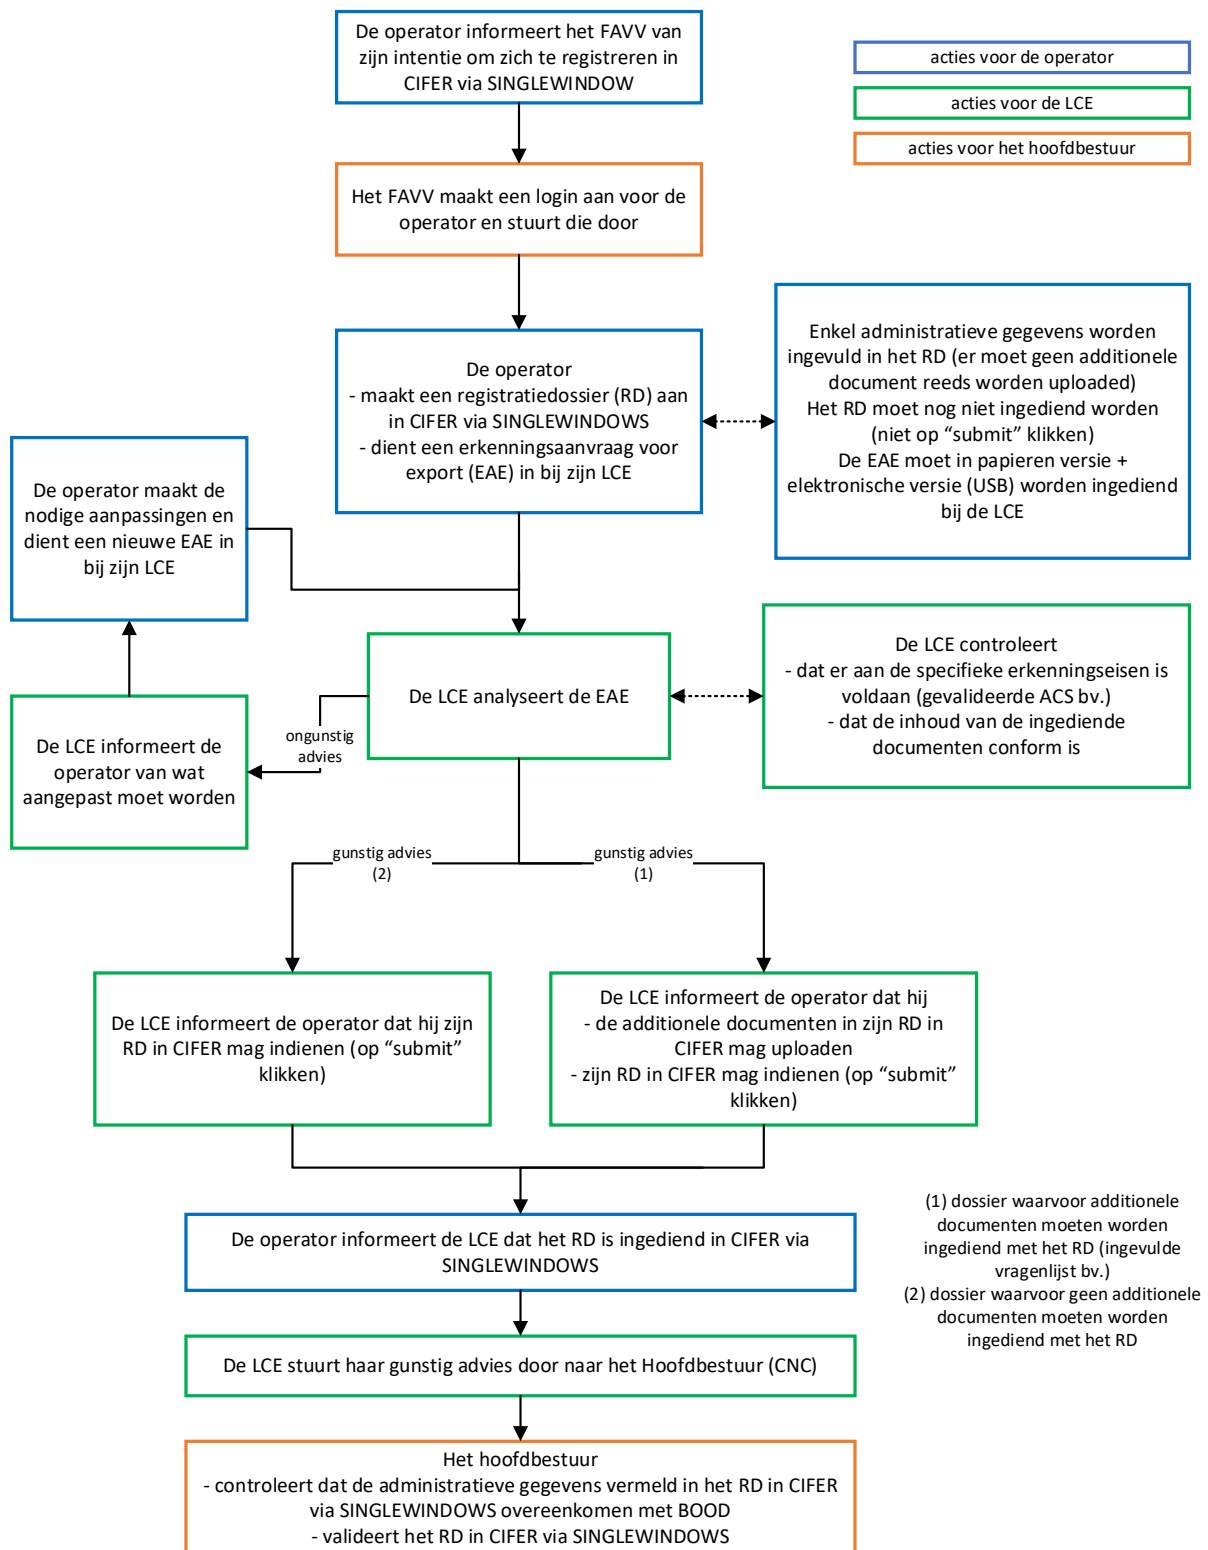 De operator informeert het FAVV van
zijn intentie om zich te registreren in
CIFER via SINGLEWINDOW
acties voor de operator
acties voor de LCE
acties voor het hoofdbestuur
Het FAVV maakt een login aan voor de
operator en stuurt die door
De operator
- maakt een registratiedossier (RD) aan
in CIFER via SINGLEWINDOWS
- dient een erkenningsaanvraag voor
export (EAE) in bij zijn LCE
Enkel administratieve gegevens worden
ingevuld in het RD (er moet geen additionele
document reeds worden uploaded)
Het RD moet nog niet ingediend worden
(niet op “submit” klikken)
De EAE moet in papieren versie +
elektronische versie (USB) worden ingediend
bij de LCE
De operator maakt de
nodige aanpassingen en
dient een nieuwe EAE in
bij zijn LCE
De LCE analyseert de EAE
De LCE controleert
- dat er aan de specifieke erkenningseisen is
voldaan (gevalideerde ACS bv.)
- dat de inhoud van de ingediende
documenten conform is
ongunstig
advies
De LCE informeert de
operator van wat
aangepast moet worden
gunstig advies
(2)
gunstig advies
(1)
De LCE informeert de operator dat hij zijn
RD in CIFER mag indienen (op “submit”
klikken)
De LCE informeert de operator dat hij
- de additionele documenten in zijn RD in
CIFER mag uploaden
- zijn RD in CIFER mag indienen (op “submit”
klikken)
De operator informeert de LCE dat het RD is ingediend in CIFER via
SINGLEWINDOWS
(1) dossier waarvoor additionele
documenten moeten worden
ingediend met het RD (ingevulde
vragenlijst bv.)
(2) dossier waarvoor geen additionele
documenten moeten worden
ingediend met het RD
De LCE stuurt haar gunstig advies door naar het Hoofdbestuur (CNC)
Het hoofdbestuur
- controleert dat de administratieve gegevens vermeld in het RD in CIFER
via SINGLEWINDOWS overeenkomen met BOOD
- valideert het RD in CIFER via SINGLEWINDOWS